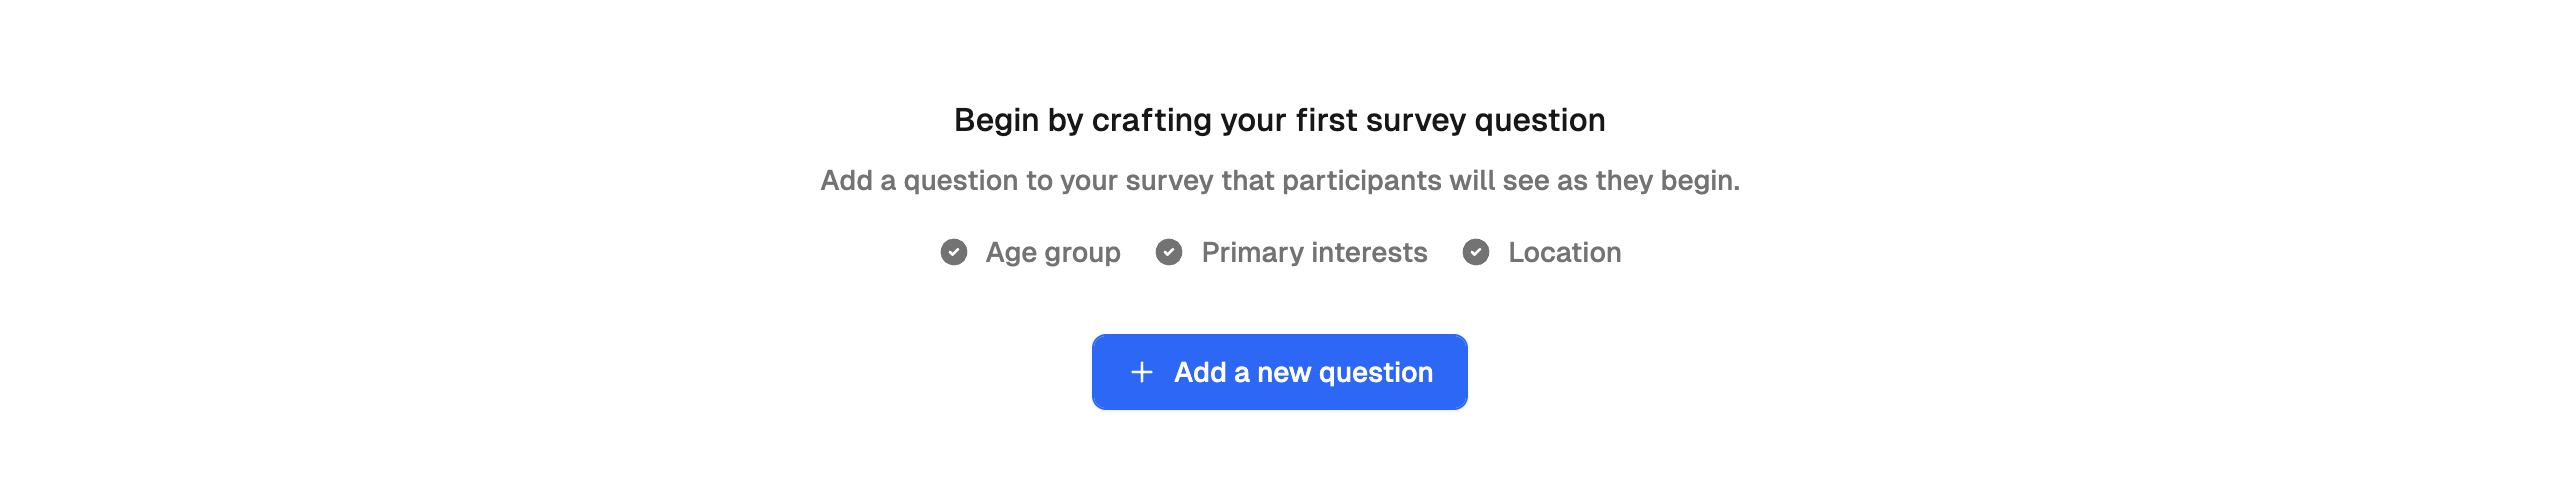 Begin by crafting your first survey question
Add a question to your survey that participants will see as they begin.
Age group Primary interests Location
Add a new question